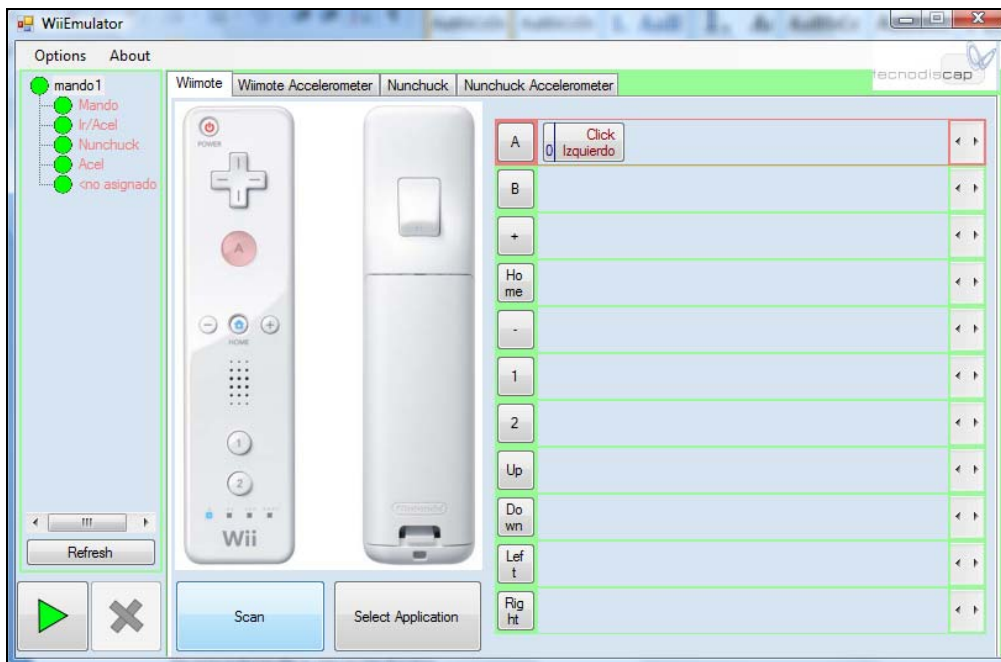 WiiEmulator
Options About
tecnodiscap
mando1
Mando
Ir/Acel
Nunchuck
Acel
<no asignado
Refresh
Wiimote Wiimote Accelerometer Nunchuck Nunchuck Accelerometer
POWER
A
HOME
1
2
Wii
Nintendo
Scan
Select Application
A
0 Click
Izquierdo
B
+
Ho
me
-
1
2
Up
Do
wn
Lef
t
Rig
ht